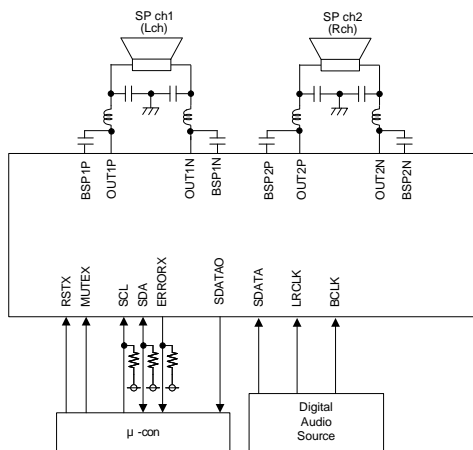 SP ch1
(Lch)
SP ch2
(Rch)
BSP1P
OUT1P
OUT1N
BSP1N
BSP2P
OUT2P
OUT2N
BSP2N
RSTX
MUTEX
SCL
SDA
ERRORX
SDATAO
SDATA
LRCLK
BCLK
μ-con
Digital
Audio
Source